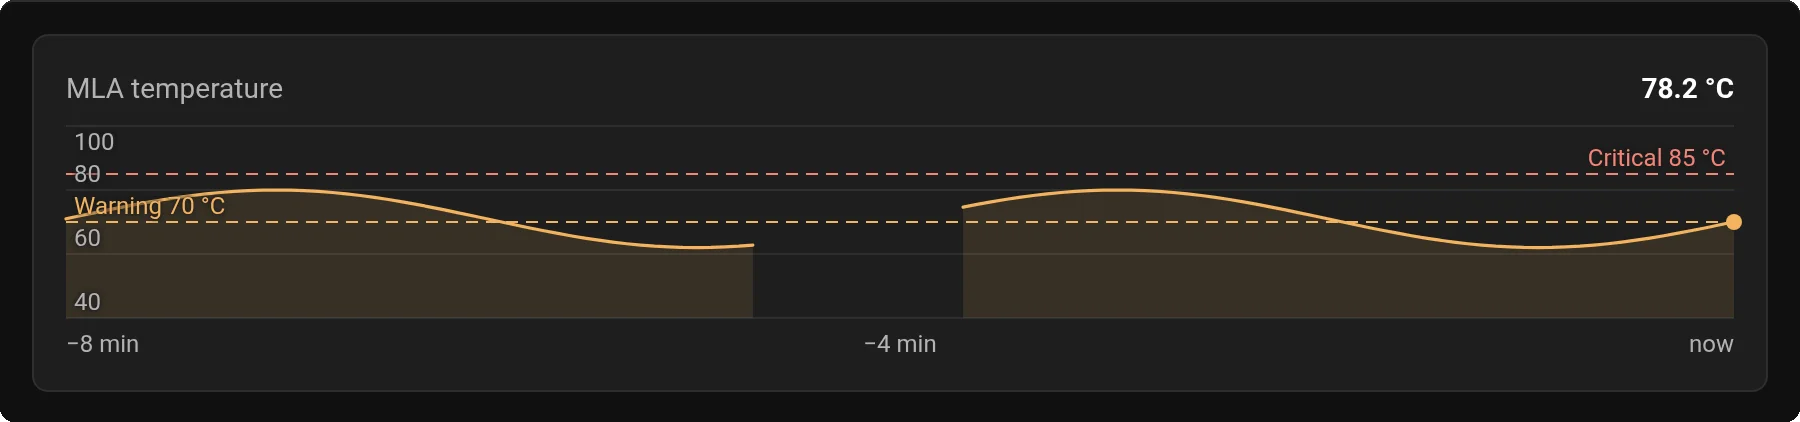 MLA temperature
78.2 °C
100
Critical 85 °C
80
Warning 70 °C
60
40
−8 min
−4 min
now